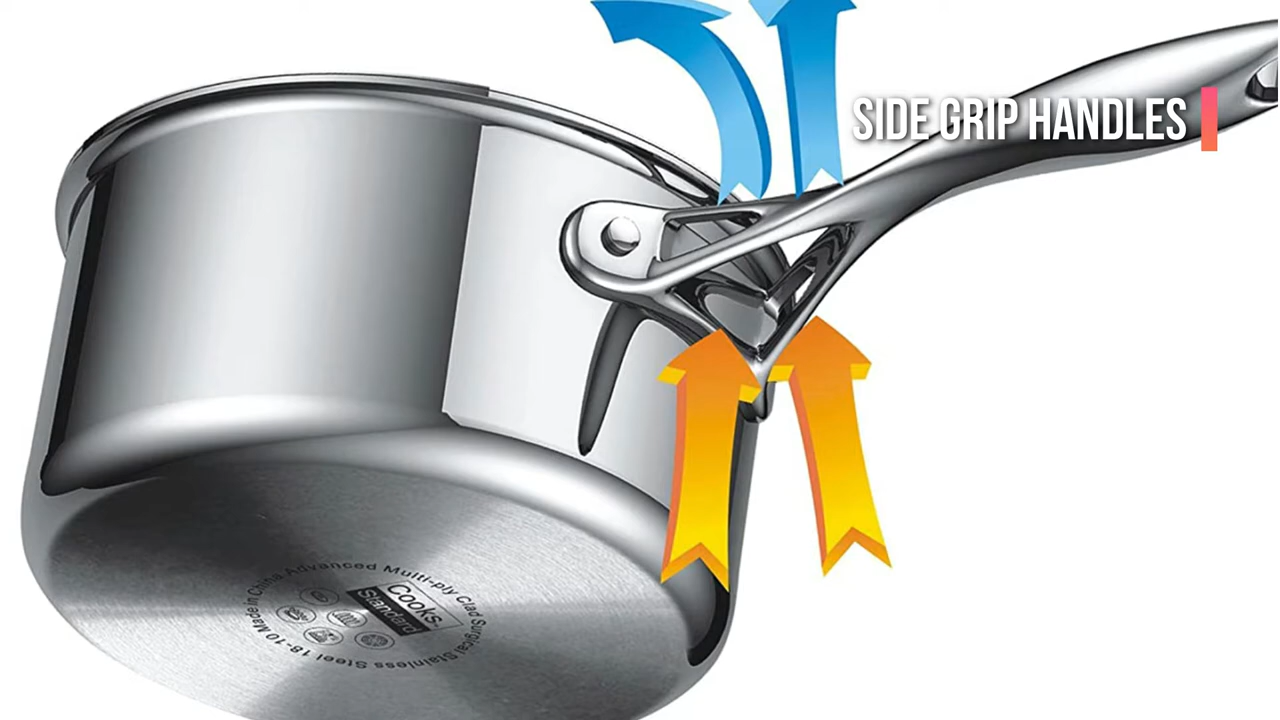 SIDE GRIP HANDLES
Made in China Advanced Multi-ply Clad Surgical Stainless Steel 18-10
Cooks
Standard